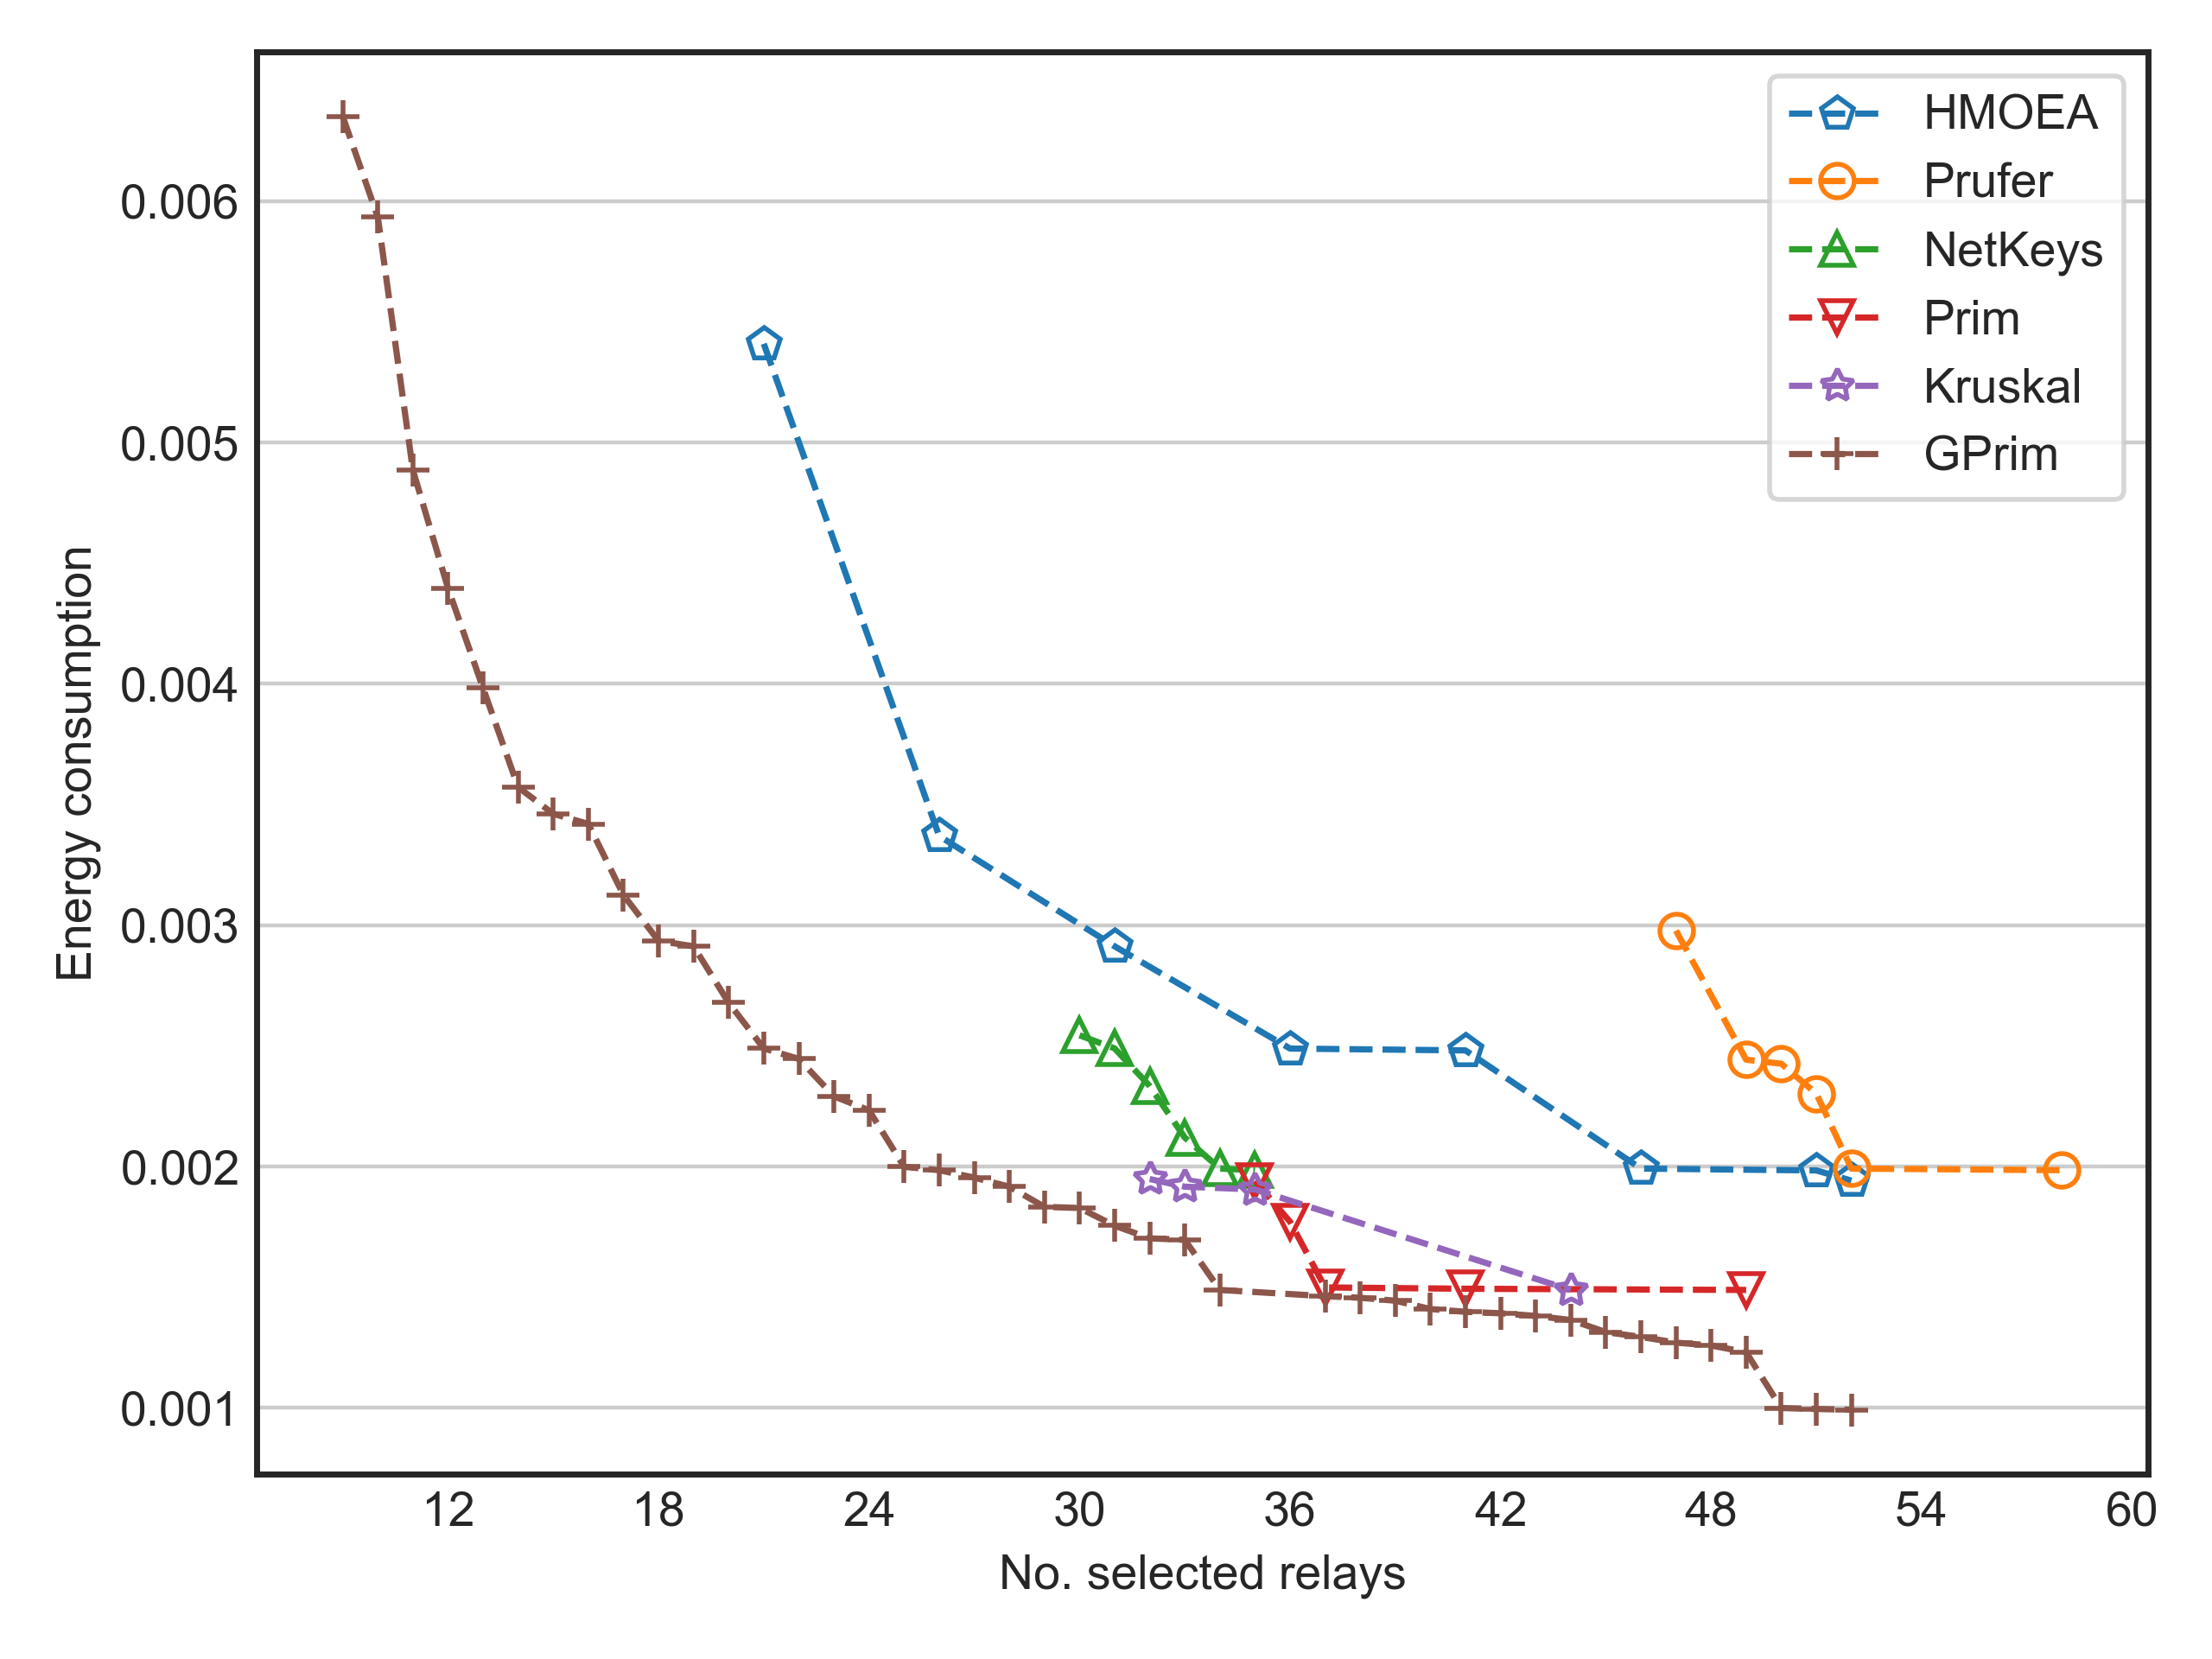 HMOEA
Prufer
NetKeys
Prim
Kruskal
GPrim
Energy consumption
0.006
0.005
0.004
0.003
0.002
0.001
12 18 24 30 36 42 48 54 60
No. selected relays